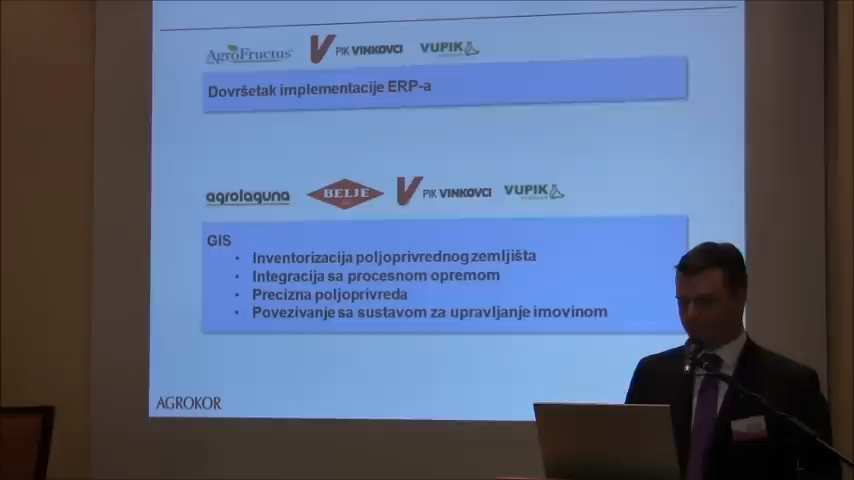 AgroFructus
PIK VINKOVCI
VUPIK
Dovršetak implementacije ERP-a
agrolaguna
BELJE
PIK VINKOVCI
VUPIK
GIS
• Inventorizacija poljoprivrednog zemljišta
• Integracija sa procesnom opremom
• Precizna poljoprivreda
• Povezivanje sa sustavom za upravljanje imovinom
AGROKOR